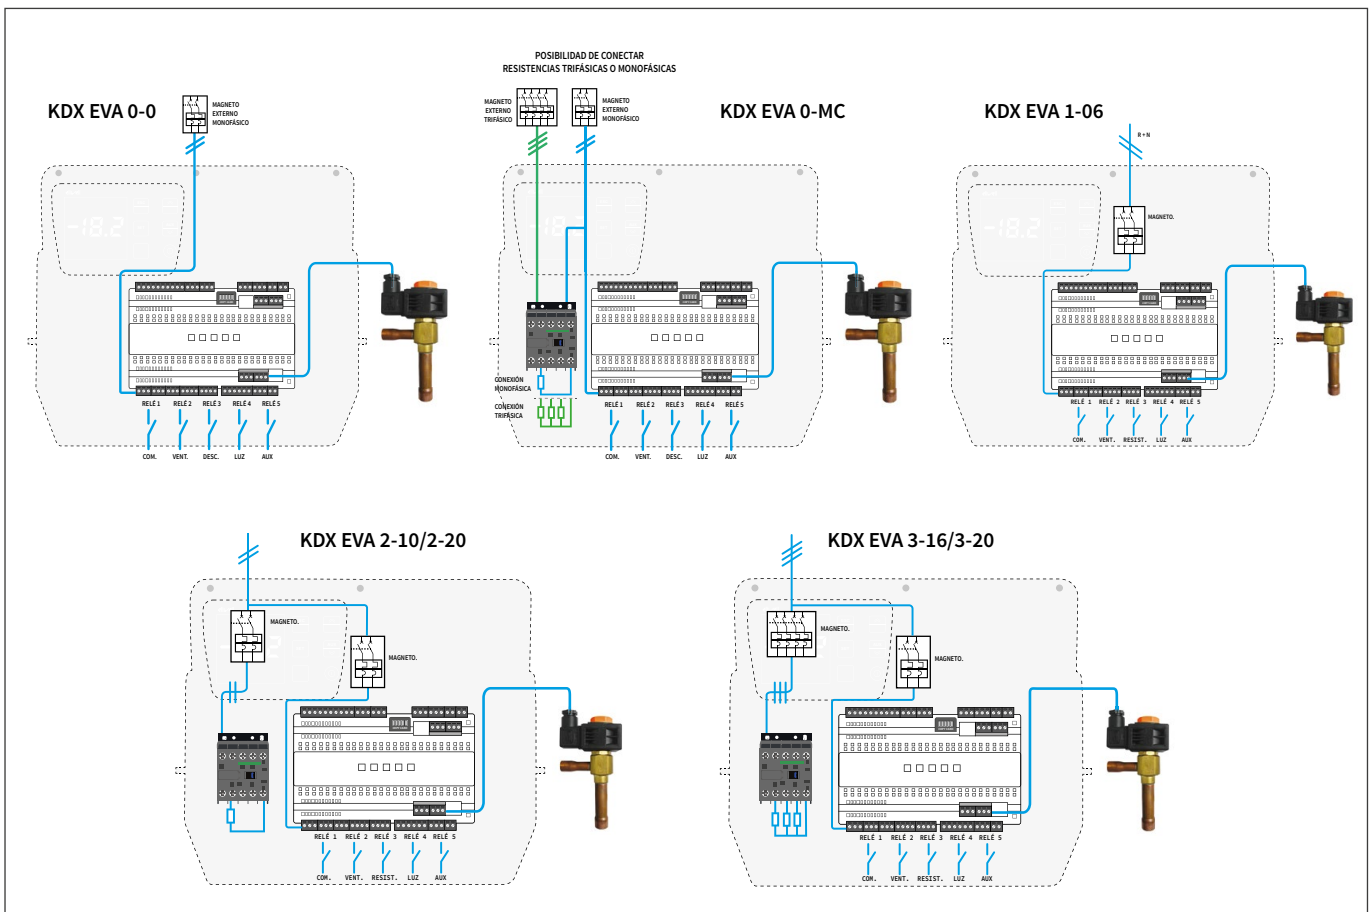 POSIBILIDAD DE CONECTAR
RESISTENCIAS TRIFÁSICAS O MONOFÁSICAS
KDX EVA 0-0
MAGNETO
EXTERNO
MONOFÁSICO
MAGNETO
EXTERNO
TRIFÁSICO
MAGNETO
EXTERNO
MONOFÁSICO
KDX EVA 0-MC
KDX EVA 1-06
R + N
MAGNETO.
-18.2
-18.2
-18.2
CONEXIÓN
MONOFÁSICA
CONEXIÓN
TRIFÁSICA
RELÉ 1 RELÉ 2 RELÉ 3 RELÉ 4 RELÉ 5
COM. VENT. DESC. LUZ AUX
RELÉ 1 RELÉ 2 RELÉ 3 RELÉ 4 RELÉ 5
COM. VENT. DESC. LUZ AUX
RELÉ 1 RELÉ 2 RELÉ 3 RELÉ 4 RELÉ 5
COM. VENT. RESIST. LUZ AUX
KDX EVA 2-10/2-20
MAGNETO.
MAGNETO.
RELÉ 1 RELÉ 2 RELÉ 3 RELÉ 4 RELÉ 5
COM. VENT. RESIST. LUZ AUX
KDX EVA 3-16/3-20
MAGNETO.
MAGNETO.
RELÉ 1 RELÉ 2 RELÉ 3 RELÉ 4 RELÉ 5
COM. VENT. RESIST. LUZ AUX